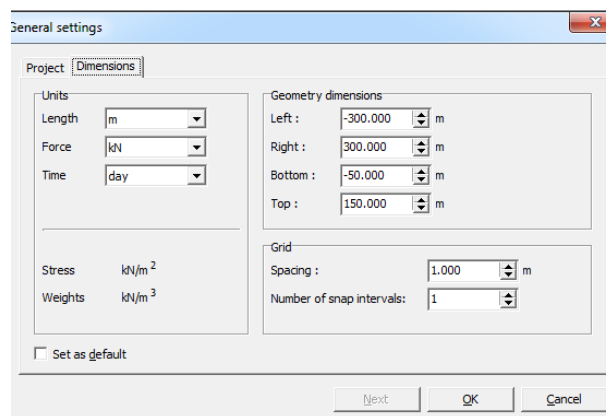 General settings
x
Project Dimensions
Units
Length m
Force kN
Time day
Stress kN/m 2
Weights kN/m 3
Geometry dimensions
Left : -300.000 m
Right : 300.000 m
Bottom : -50.000 m
Top : 150.000 m
Grid
Spacing : 1.000 m
Number of snap intervals: 1
Set as default
Next OK Cancel